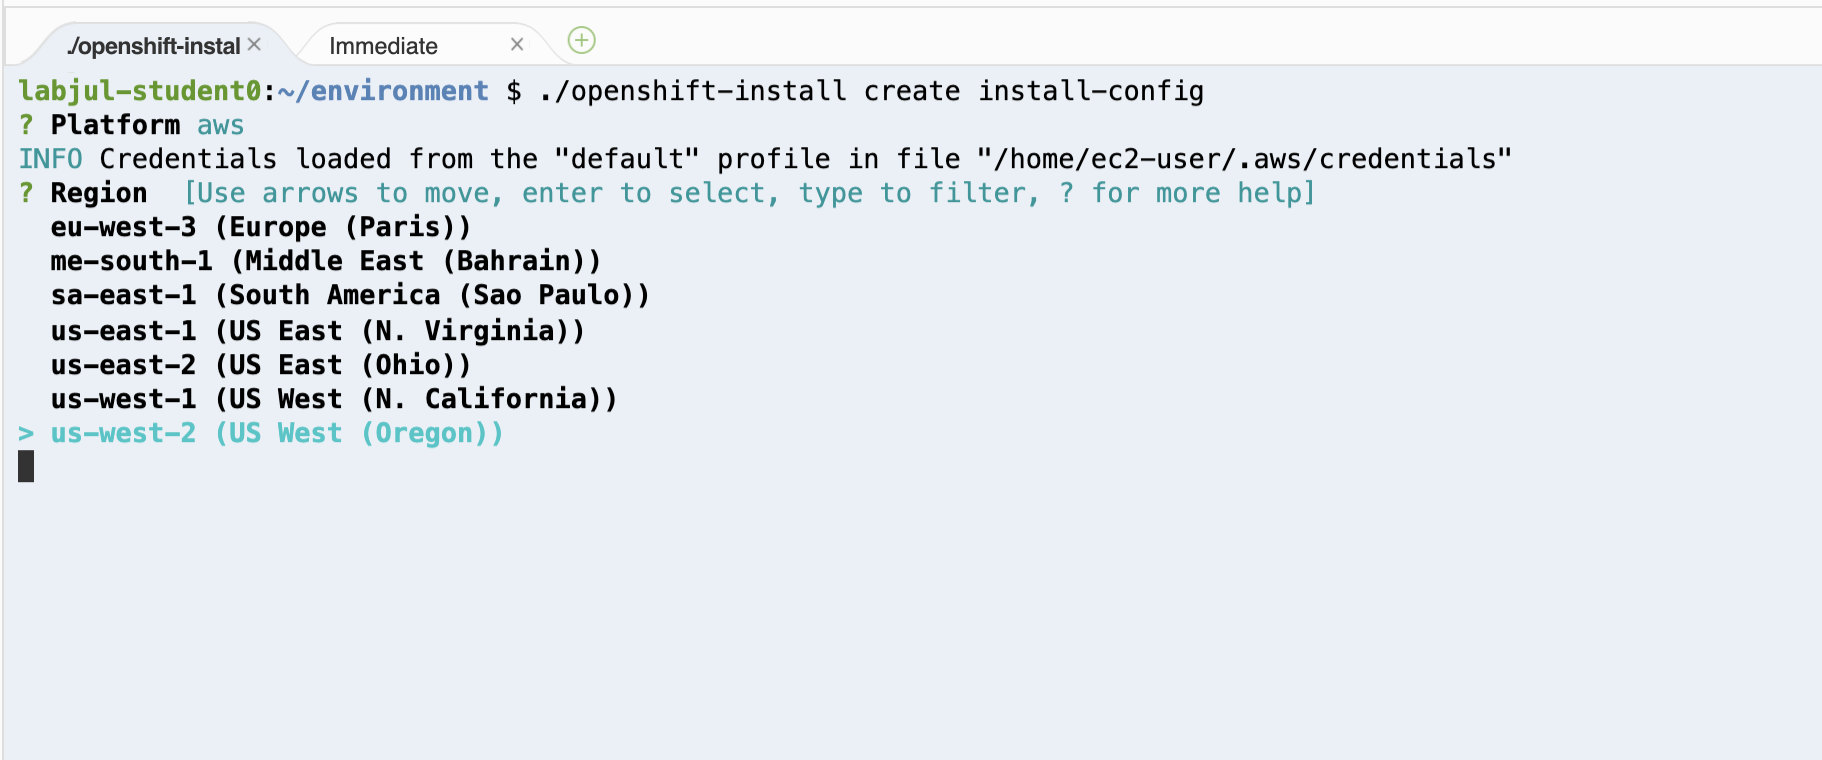 ./openshift-instal × Immediate ×
labjul-student0:~/environment $ ./openshift-install create install-config
? Platform aws
INFO Credentials loaded from the "default" profile in file "/home/ec2-user/.aws/credentials"
? Region  [Use arrows to move, enter to select, type to filter, ? for more help]
  eu-west-3 (Europe (Paris))
  me-south-1 (Middle East (Bahrain))
  sa-east-1 (South America (Sao Paulo))
  us-east-1 (US East (N. Virginia))
  us-east-2 (US East (Ohio))
  us-west-1 (US West (N. California))
> us-west-2 (US West (Oregon))